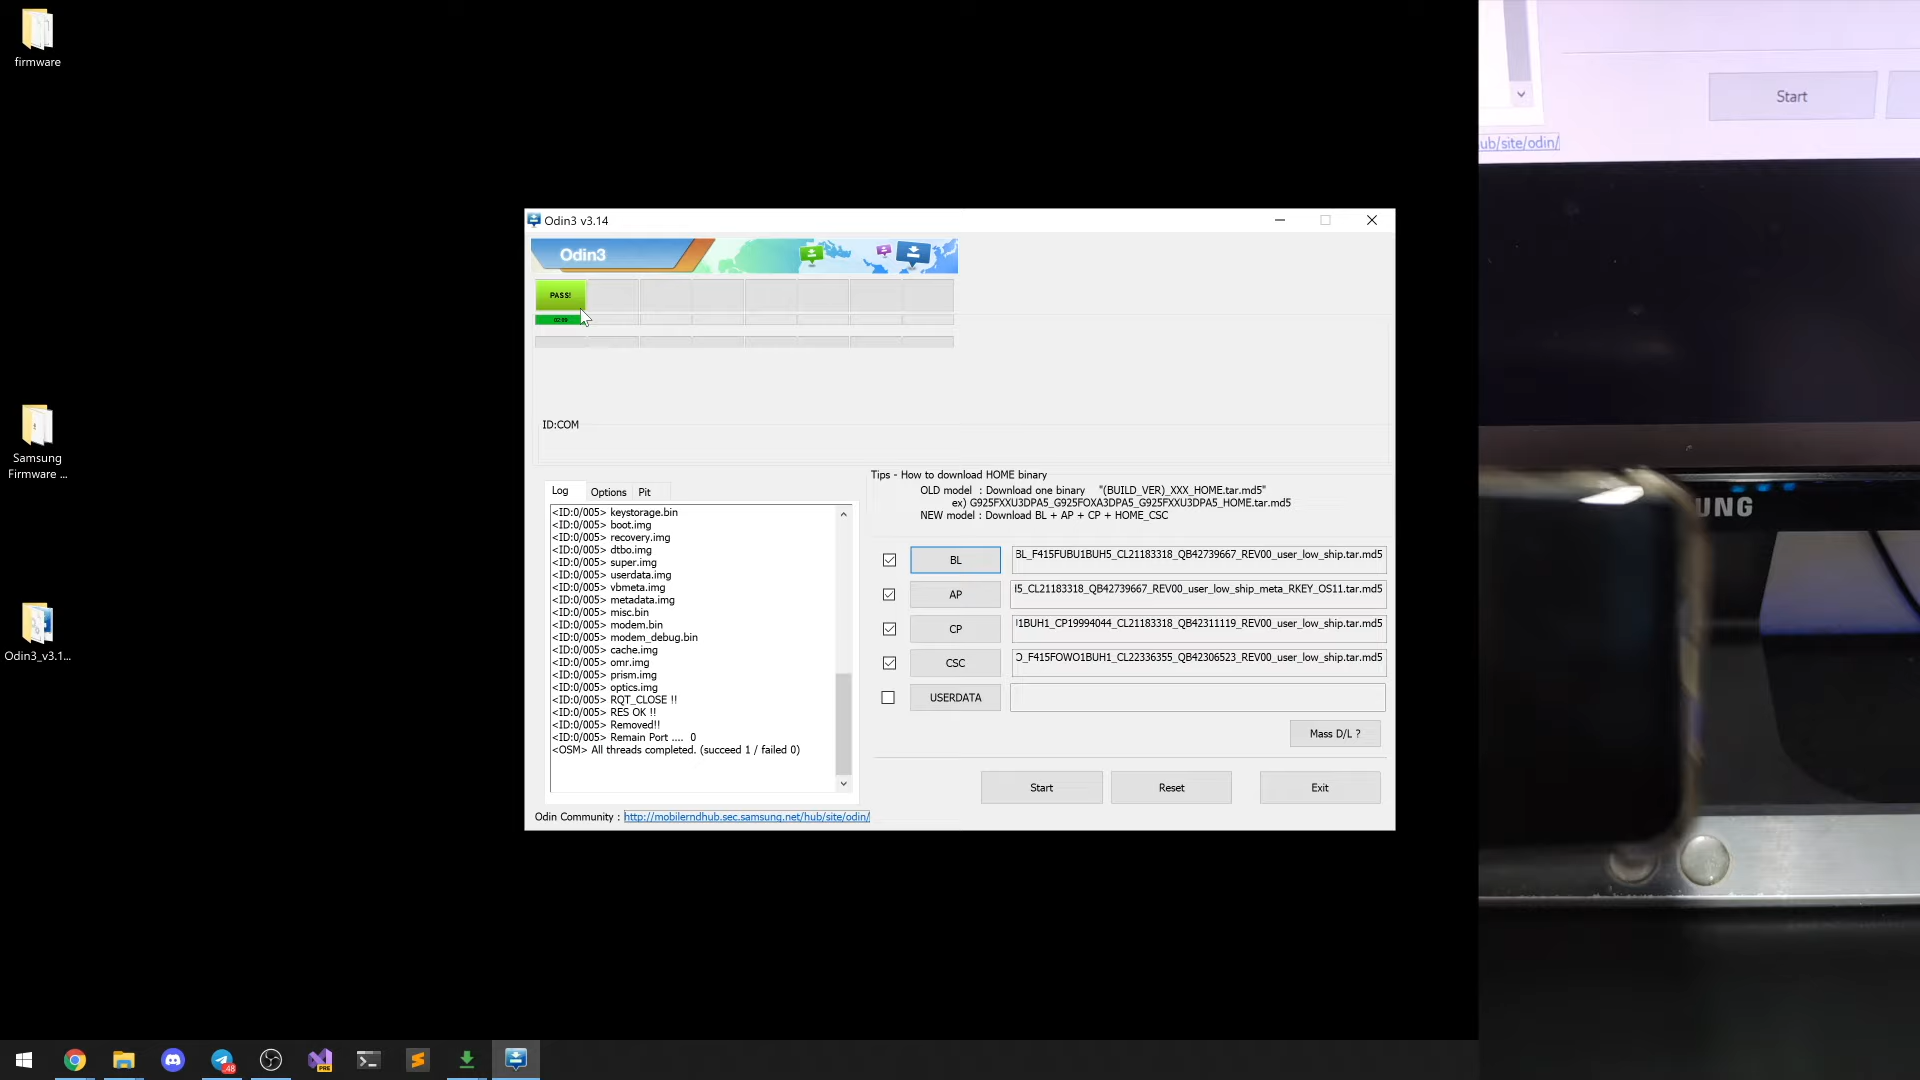 firmware
Samsung
Firmware ...
Odin3_v3.1...
Odin3 v3.14
Odin3
PASS!
ID:COM
Log
Options
Pit
<ID:0/005> keystorage.bin
<ID:0/005> boot.img
<ID:0/005> recovery.img
<ID:0/005> dtbo.img
<ID:0/005> super.img
<ID:0/005> userdata.img
<ID:0/005> vbmeta.img
<ID:0/005> metadata.img
<ID:0/005> misc.bin
<ID:0/005> modem.bin
<ID:0/005> modem_debug.bin
<ID:0/005> cache.img
<ID:0/005> omr.img
<ID:0/005> prism.img
<ID:0/005> optics.img
<ID:0/005> RQT_CLOSE !!
<ID:0/005> RES OK !!
<ID:0/005> Removed!!
<ID:0/005> Remain Port .... 0
<OSM> All threads completed. (succeed 1 / failed 0)
Tips - How to download HOME binary
OLD model : Download one binary "(BUILD_VER)_XXX_HOME.tar.md5"
ex) G925FXXU3DPA5_G925FOXA3DPA5_G925FXXU3DPA5_HOME.tar.md5
NEW model : Download BL + AP + CP + HOME_CSC
BL
BL_F415FUBU1BUH5_CL21183318_QB42739667_REV00_user_low_ship.tar.md5
AP
_CL21183318_QB42739667_REV00_user_low_ship_meta_RKEY_OS11.tar.md5
CP
1BUH1_CP19994044_CL21183318_QB42311119_REV00_user_low_ship.tar.md5
CSC
_F415FOWO1BUH1_CL22336355_QB42306523_REV00_user_low_ship.tar.md5
USERDATA
Mass D/L ?
Start
Reset
Exit
Odin Community : http://mobilerndhub.sec.samsung.net/hub/site/odin/
48
PRE
Start
ub/site/odin/
UNG